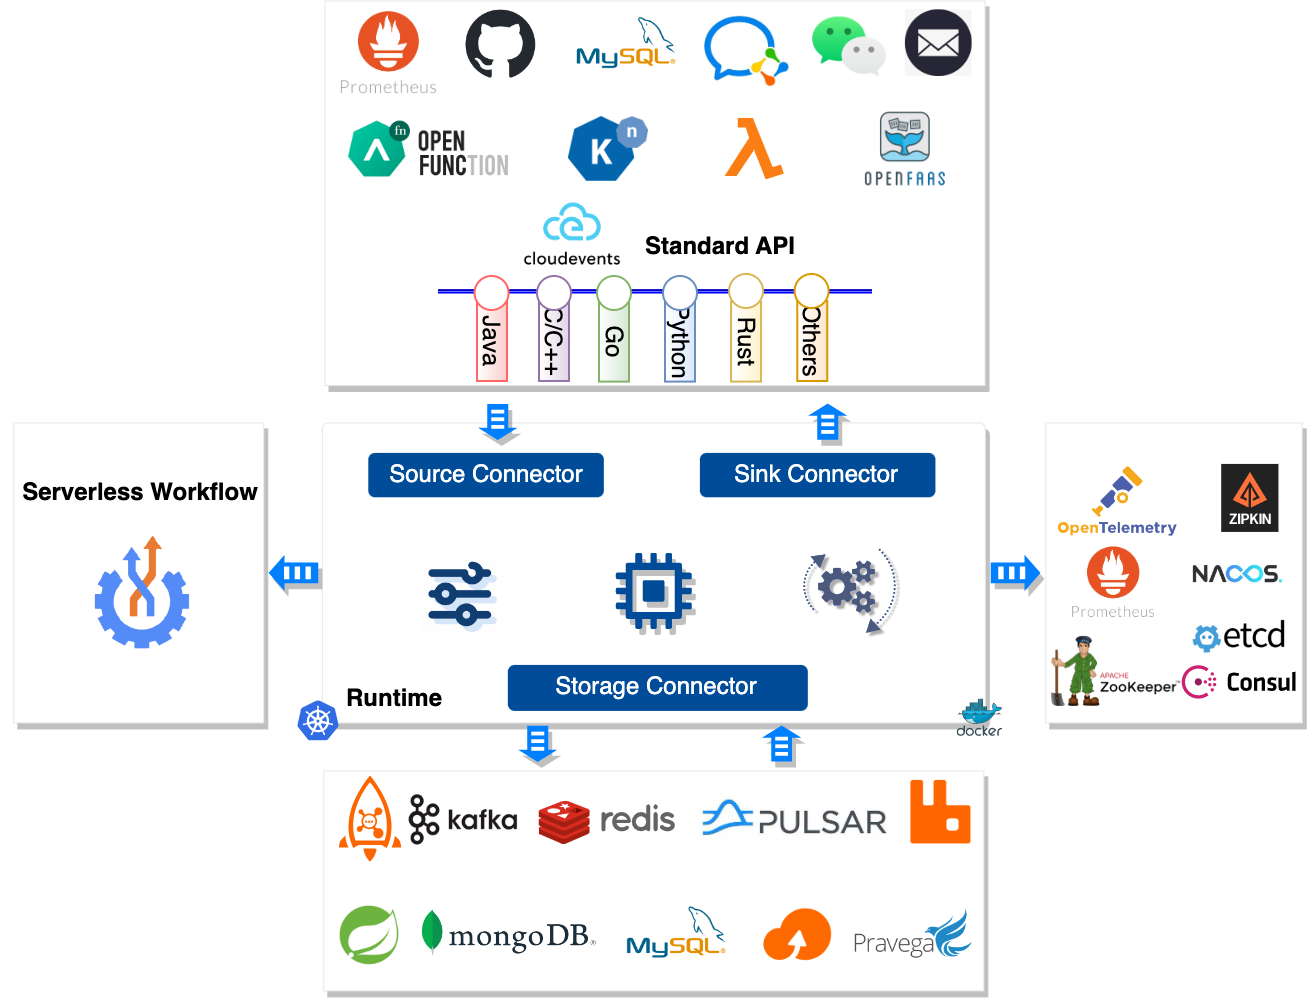 Prometheus
MySQL®
fn
OPEN
FUNCTION
K
n
λ
OPENFAAS
cloudevents
Standard API
Java
C/C++
Go
Python
Rust
Others
Source Connector
Sink Connector
Serverless Workflow
OpenTelemetry
ZIPKIN
Prometheus
NACOS.
etcd
APACHE
ZooKeeper™
Consul
Storage Connector
Runtime
docker
kafka
redis
PULSAR
mongoDB®
MySQL®
Pravega